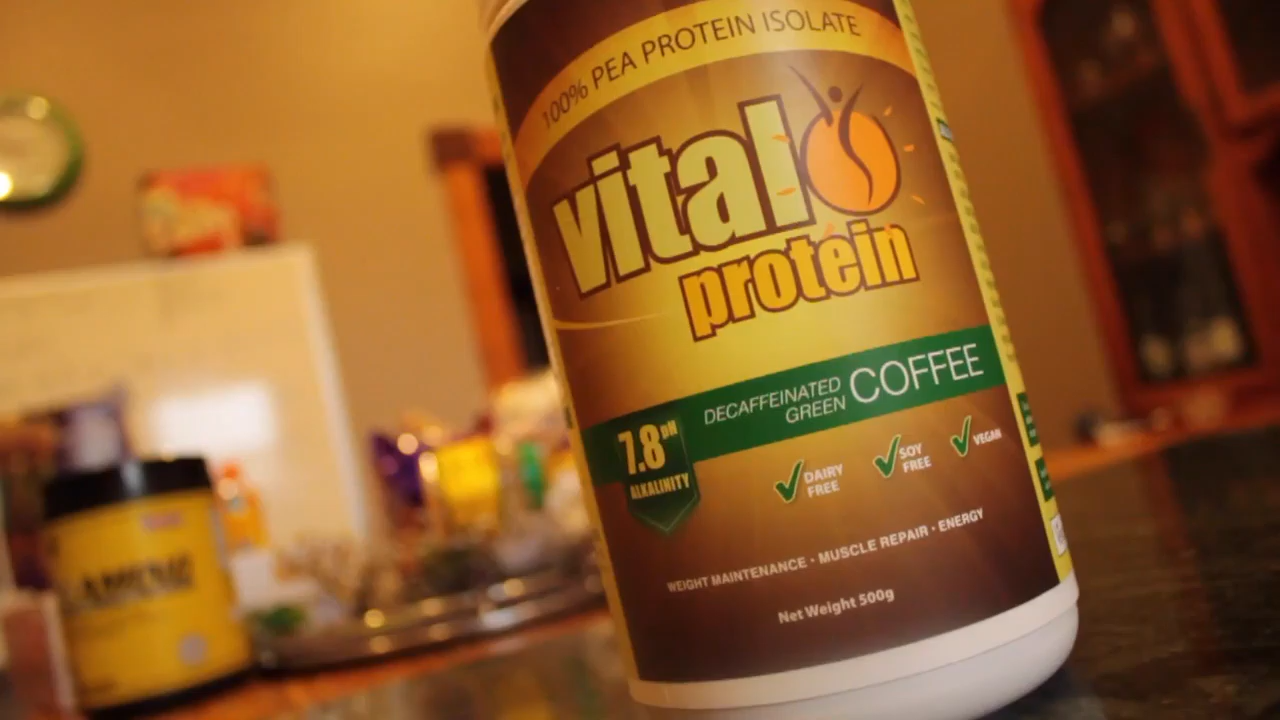 100% PEA PROTEIN ISOLATE
vital
protein
DECAFFEINATED
GREEN
COFFEE
7.8pH
ALKALINITY
DAIRY
FREE
SOY
FREE
VEGAN
WEIGHT MAINTENANCE · MUSCLE REPAIR · ENERGY
Net Weight 500g